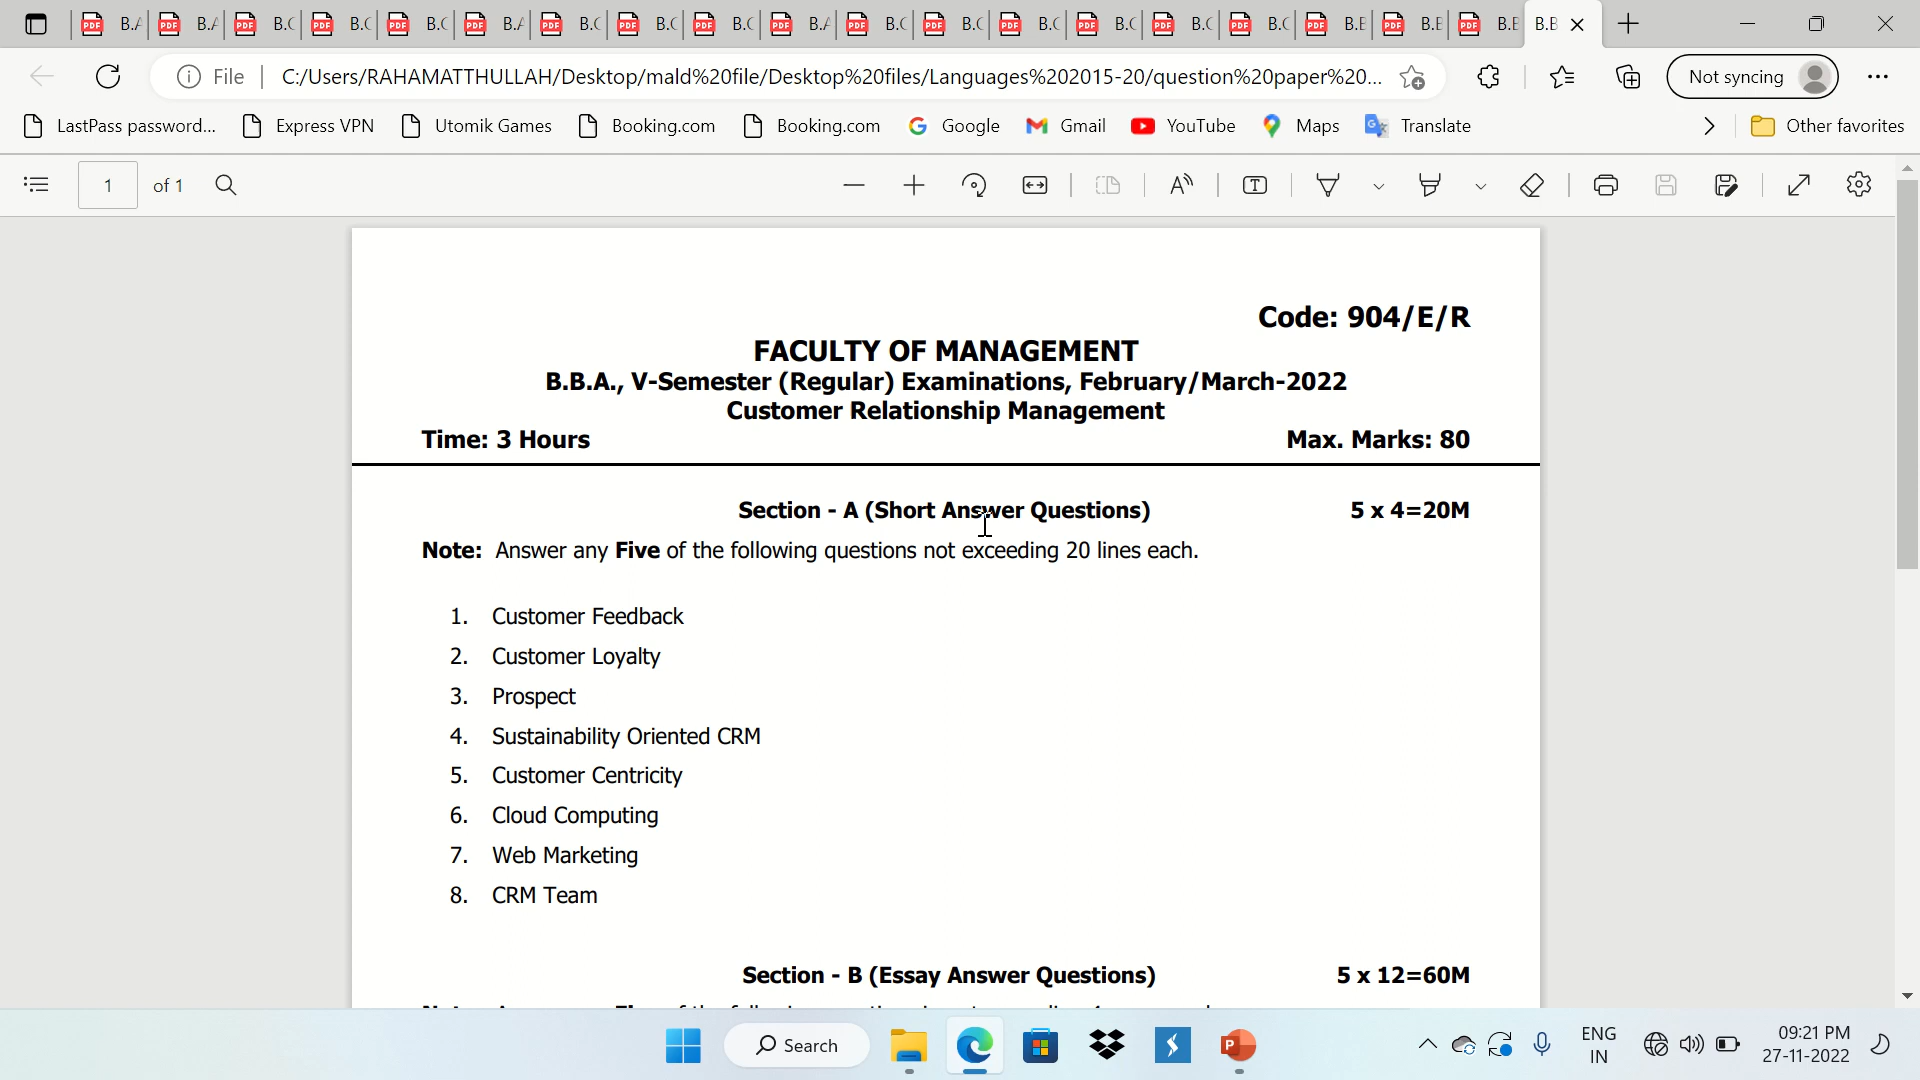 B.A B.A B.C B.C B.C B.A B.C B.C B.C B.A B.C B.C B.C B.C B.C B.C B.E B.E B.E B.B
File C:/Users/RAHAMATTHULLAH/Desktop/mald%20file/Desktop%20files/Languages%202015-20/question%20paper%20... Not syncing
LastPass password... Express VPN Utomik Games Booking.com Booking.com Google Gmail YouTube Maps Translate Other favorites
1 of 1
Code: 904/E/R
FACULTY OF MANAGEMENT
B.B.A., V-Semester (Regular) Examinations, February/March-2022
Customer Relationship Management
Time: 3 Hours Max. Marks: 80
Section - A (Short Answer Questions) 5 x 4=20M
Note: Answer any Five of the following questions not exceeding 20 lines each.
1. Customer Feedback
2. Customer Loyalty
3. Prospect
4. Sustainability Oriented CRM
5. Customer Centricity
6. Cloud Computing
7. Web Marketing
8. CRM Team
Section - B (Essay Answer Questions) 5 x 12=60M
Search
ENG
IN
09:21 PM
27-11-2022